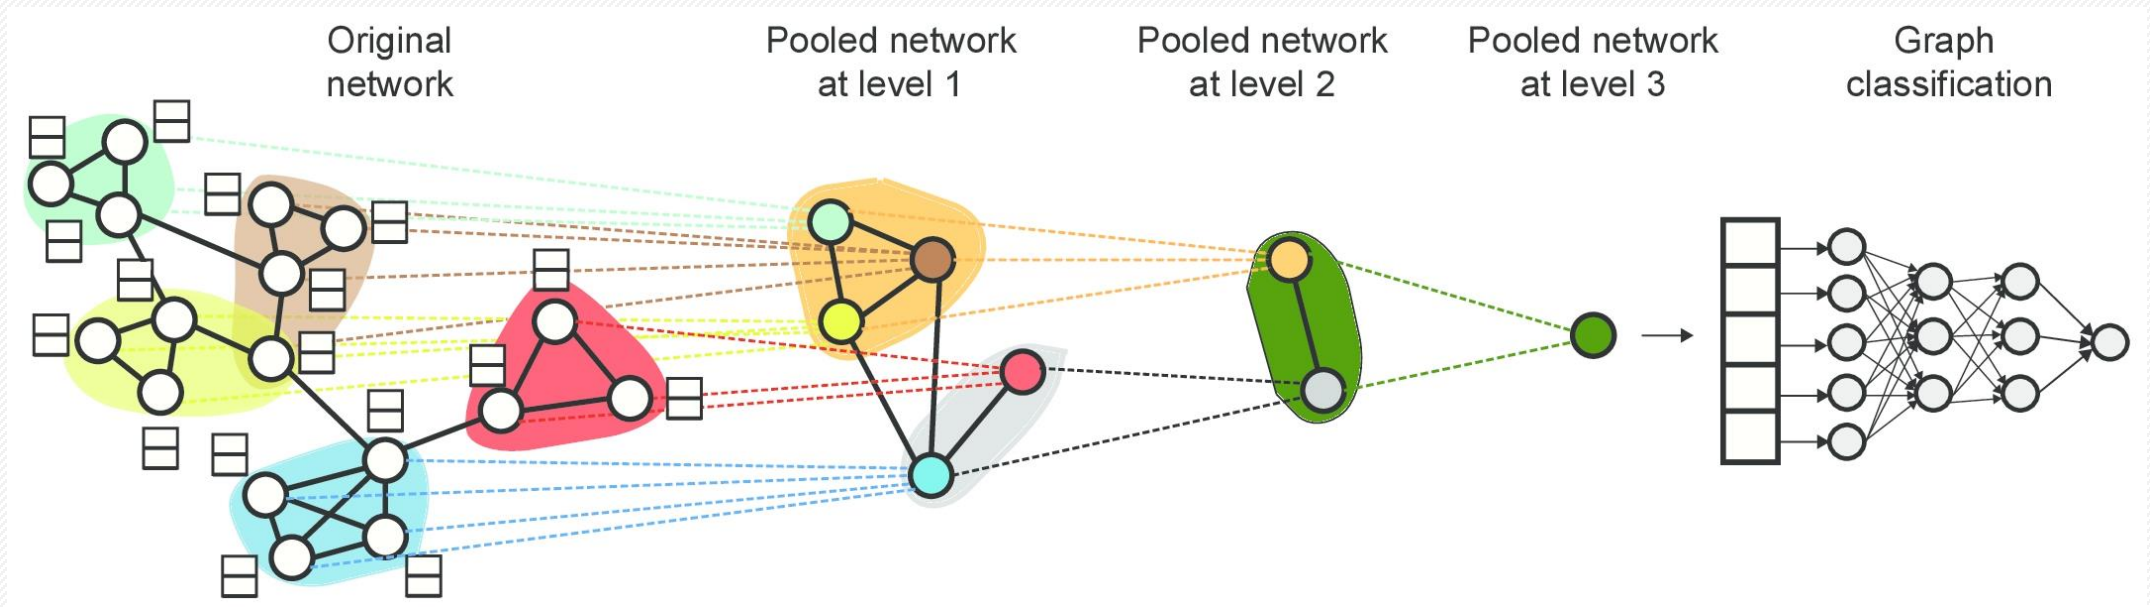 Original
network
Pooled network
at level 1
Pooled network
at level 2
Pooled network
at level 3
Graph
classification